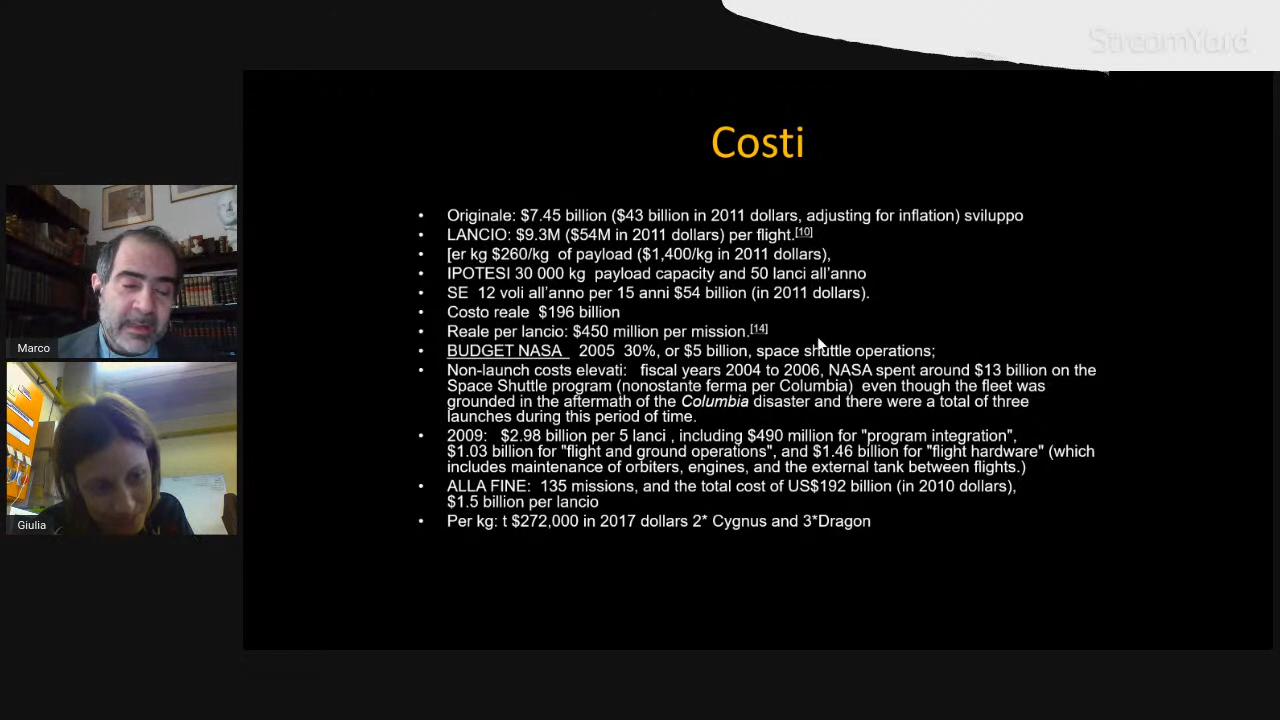 StreamYard
Costi
• Originale: $7.45 billion ($43 billion in 2011 dollars, adjusting for inflation) sviluppo
• LANCIO: $9.3M ($54M in 2011 dollars) per flight.[10]
• [er kg $260/kg of payload ($1,400/kg in 2011 dollars),
• IPOTESI 30 000 kg payload capacity and 50 lanci all'anno
• SE 12 voli all'anno per 15 anni $54 billion (in 2011 dollars).
• Costo reale $196 billion
• Reale per lancio: $450 million per mission.[14]
• BUDGET NASA 2005 30%, or $5 billion, space shuttle operations;
• Non-launch costs elevati: fiscal years 2004 to 2006, NASA spent around $13 billion on the
Space Shuttle program (nonostante ferma per Columbia) even though the fleet was
grounded in the aftermath of the Columbia disaster and there were a total of three
launches during this period of time.
• 2009: $2.98 billion per 5 lanci , including $490 million for "program integration",
$1.03 billion for "flight and ground operations", and $1.46 billion for "flight hardware" (which
includes maintenance of orbiters, engines, and the external tank between flights.)
• ALLA FINE: 135 missions, and the total cost of US$192 billion (in 2010 dollars),
$1.5 billion per lancio
• Per kg: t $272,000 in 2017 dollars 2* Cygnus and 3*Dragon
Marco
Giulia